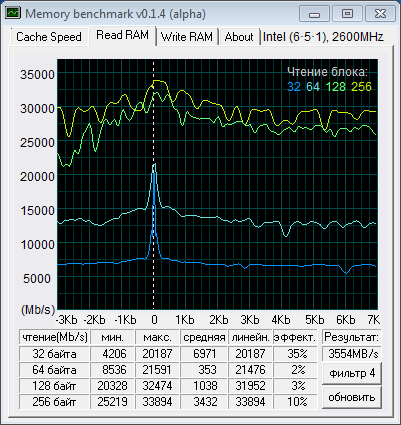 Memory benchmark v0.1.4 (alpha)
Cache Speed Read RAM Write RAM About Intel (6-5-1), 2600MHz
Чтение блока:
32 64 128 256
35000
30000
25000
20000
15000
10000
5000
(Mb/s)
-3Kb -2Kb -1Kb 0 1Kb 2Kb 3Kb 4Kb 5Kb 6Kb 7K
чтение(Mb/s) мин. макс. средняя линейн. эффект. Результат:
32 байта 4206 20187 6971 20187 35% 3554MB/s
64 байта 8536 21591 353 21476 2% фильтр 4
128 байт 20328 32474 1038 31952 3%
256 байт 25219 33894 3432 33894 10% обновить